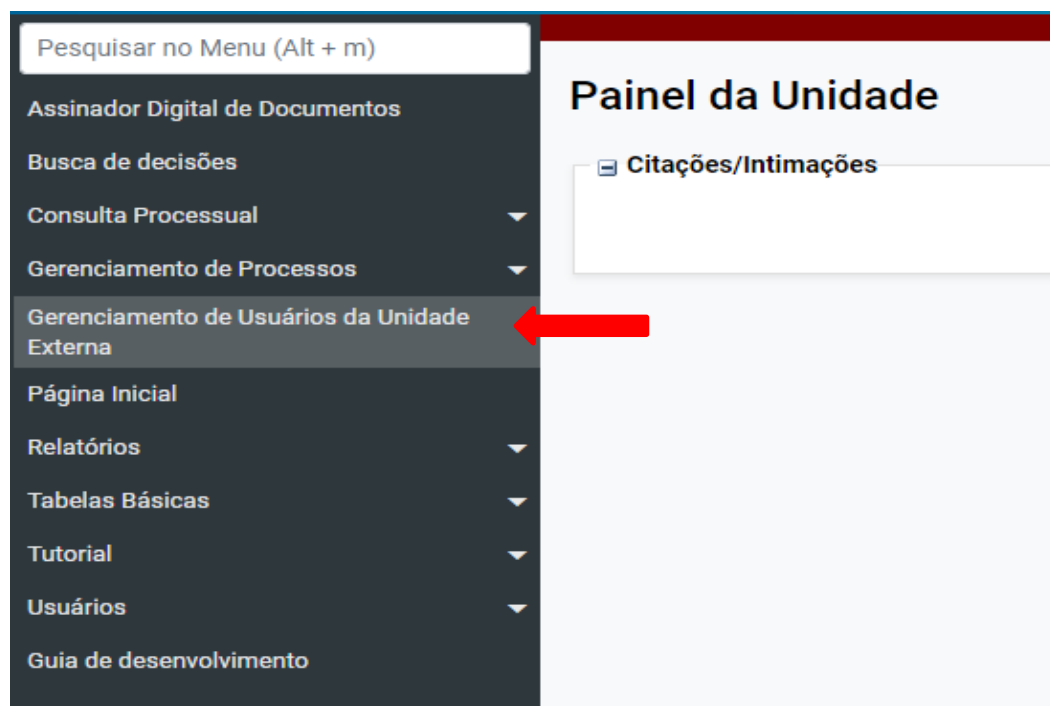 Pesquisar no Menu (Alt + m)
Assinador Digital de Documentos
Busca de decisões
Consulta Processual
Gerenciamento de Processos
Gerenciamento de Usuários da Unidade
Externa
Página Inicial
Relatórios
Tabelas Básicas
Tutorial
Usuários
Guia de desenvolvimento
Painel da Unidade
Citações/Intimações